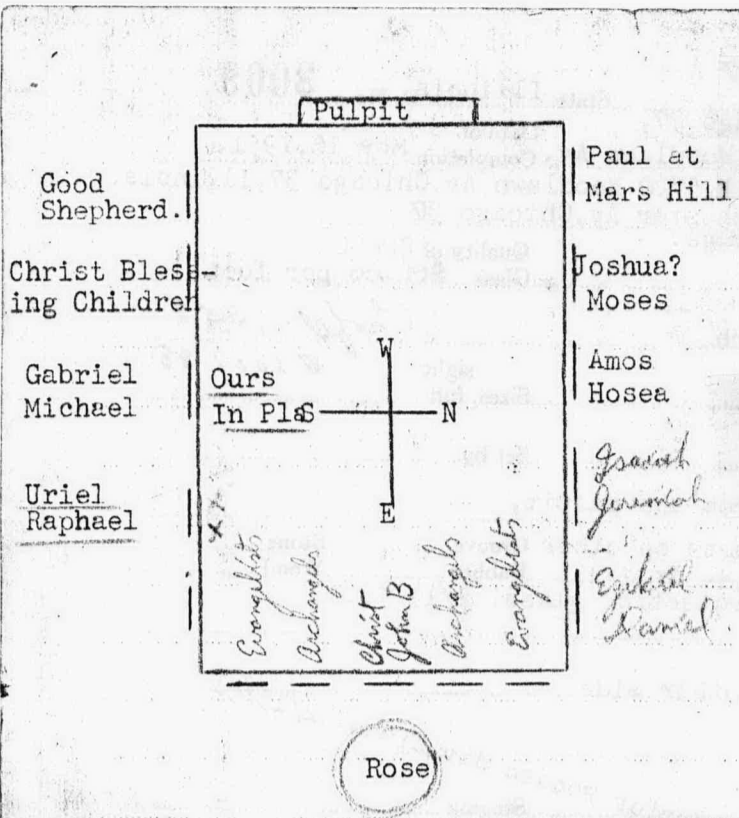 Pulpit
Good
Shepherd.
Christ Bless-
ing Children
Gabriel
Michael
Uriel
Raphael
Ours
In Pla
W
S
N
E
Paul at
Mars Hill
Joshua?
Moses
Amos
Hosea
Isaiah
Jeremiah
Ezekiel
Daniel
xx
Evangelists
Archangels
Christ
John B
Archangels
Evangelists
Rose